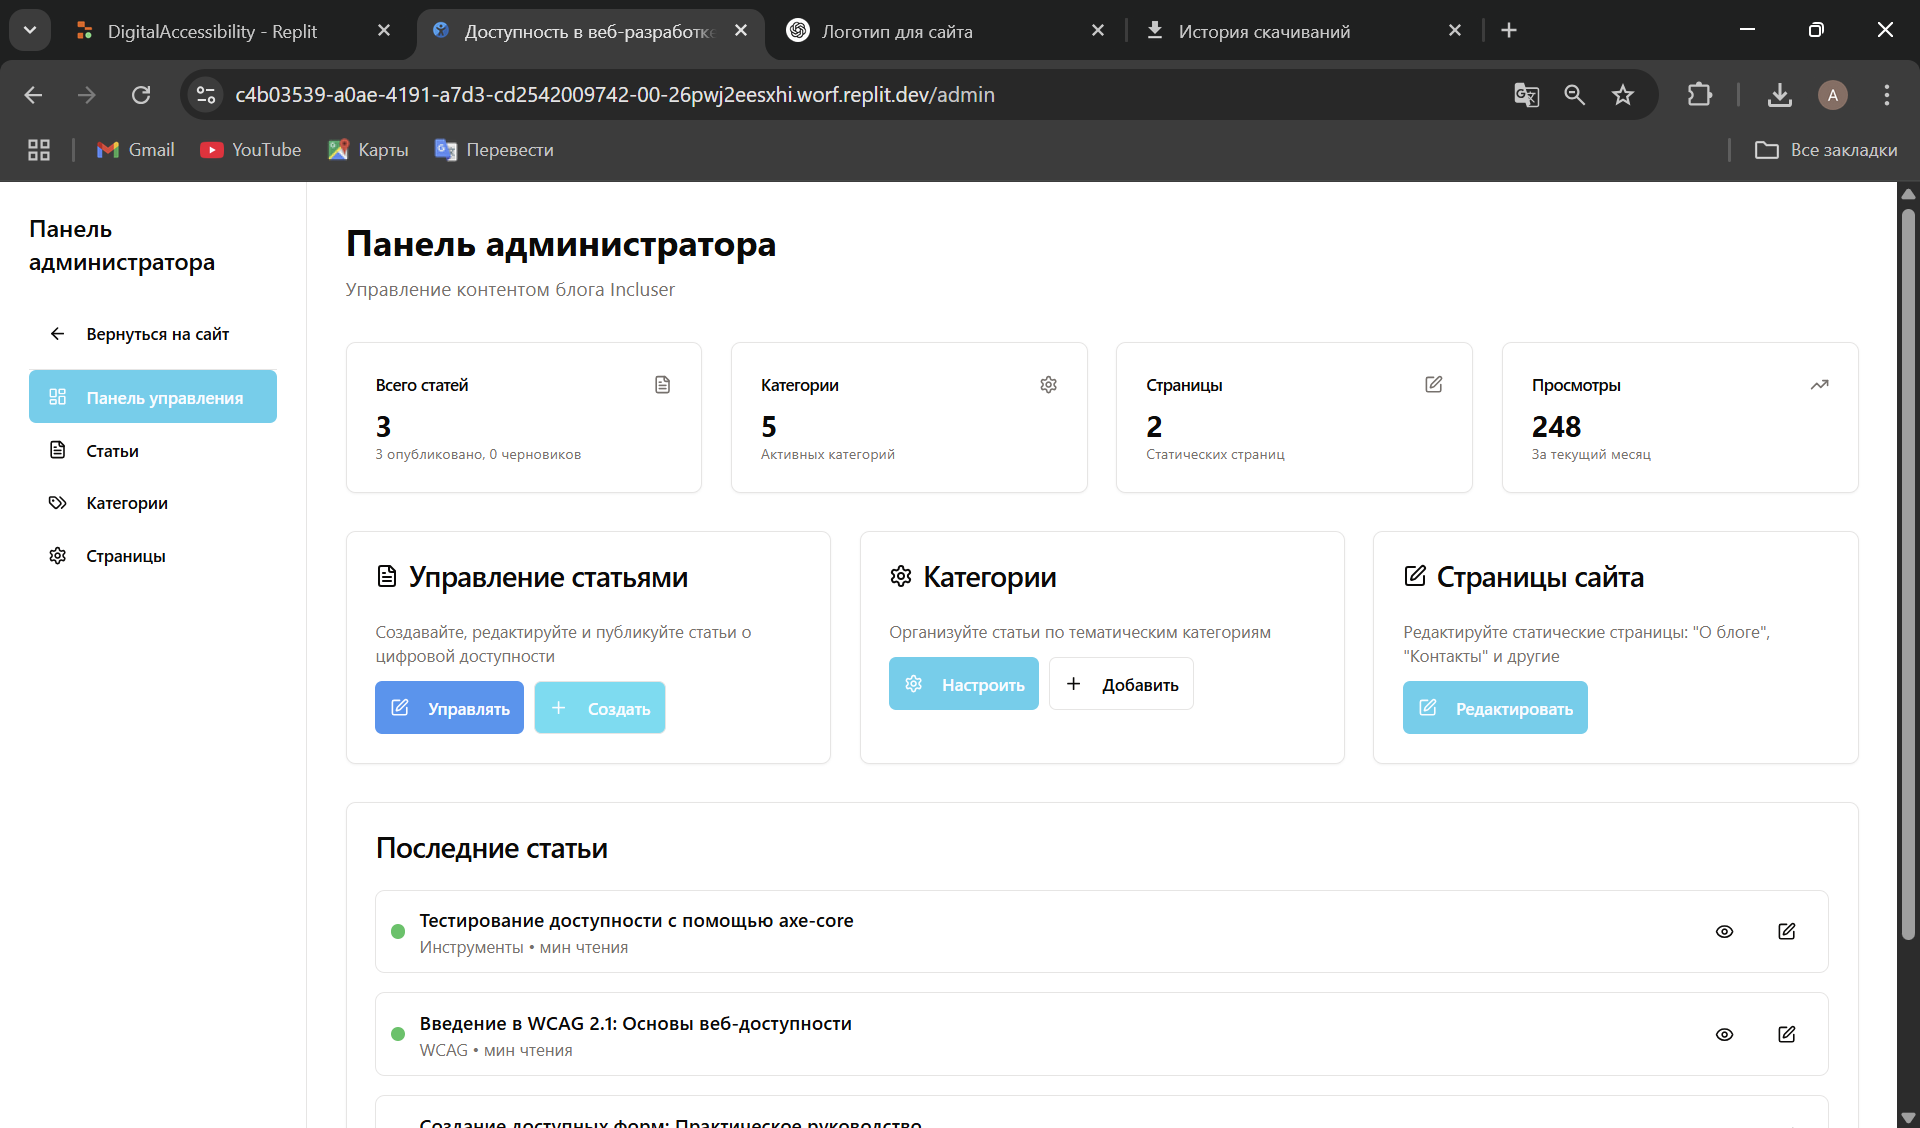 DigitalAccessibility - Replit
Доступность в веб-разработке
Логотип для сайта
История скачиваний
c4b03539-a0ae-4191-a7d3-cd2542009742-00-26pwj2eesxhi.worf.replit.dev/admin
A
Gmail
YouTube
Карты
Перевести
Все закладки
Панель
администратора
Вернуться на сайт
Панель управления
Статьи
Категории
Страницы
Панель администратора
Управление контентом блога Incluser
Всего статей
3
3 опубликовано, 0 черновиков
Категории
5
Активных категорий
Страницы
2
Статических страниц
Просмотры
248
За текущий месяц
Управление статьями
Создавайте, редактируйте и публикуйте статьи о
цифровой доступности
Управлять
Создать
Категории
Организуйте статьи по тематическим категориям
Настроить
Добавить
Страницы сайта
Редактируйте статические страницы: "О блоге",
"Контакты" и другие
Редактировать
Последние статьи
Тестирование доступности с помощью axe-core
Инструменты • мин чтения
Введение в WCAG 2.1: Основы веб-доступности
WCAG • мин чтения
Создание доступных форм: Практическое руководство